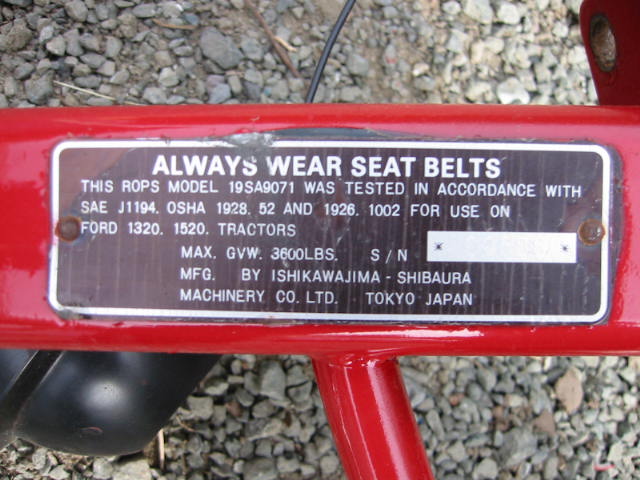 ALWAYS WEAR SEAT BELTS
THIS ROPS MODEL 19SA9071 WAS TESTED IN ACCORDANCE WITH
SAE J1194. OSHA 1928. 52 AND 1926. 1002 FOR USE ON
FORD 1320. 1520. TRACTORS
MAX. GVW. 3600LBS. S / N
MFG. BY ISHIKAWAJIMA - SHIBAURA
MACHINERY CO. LTD. TOKYO JAPAN